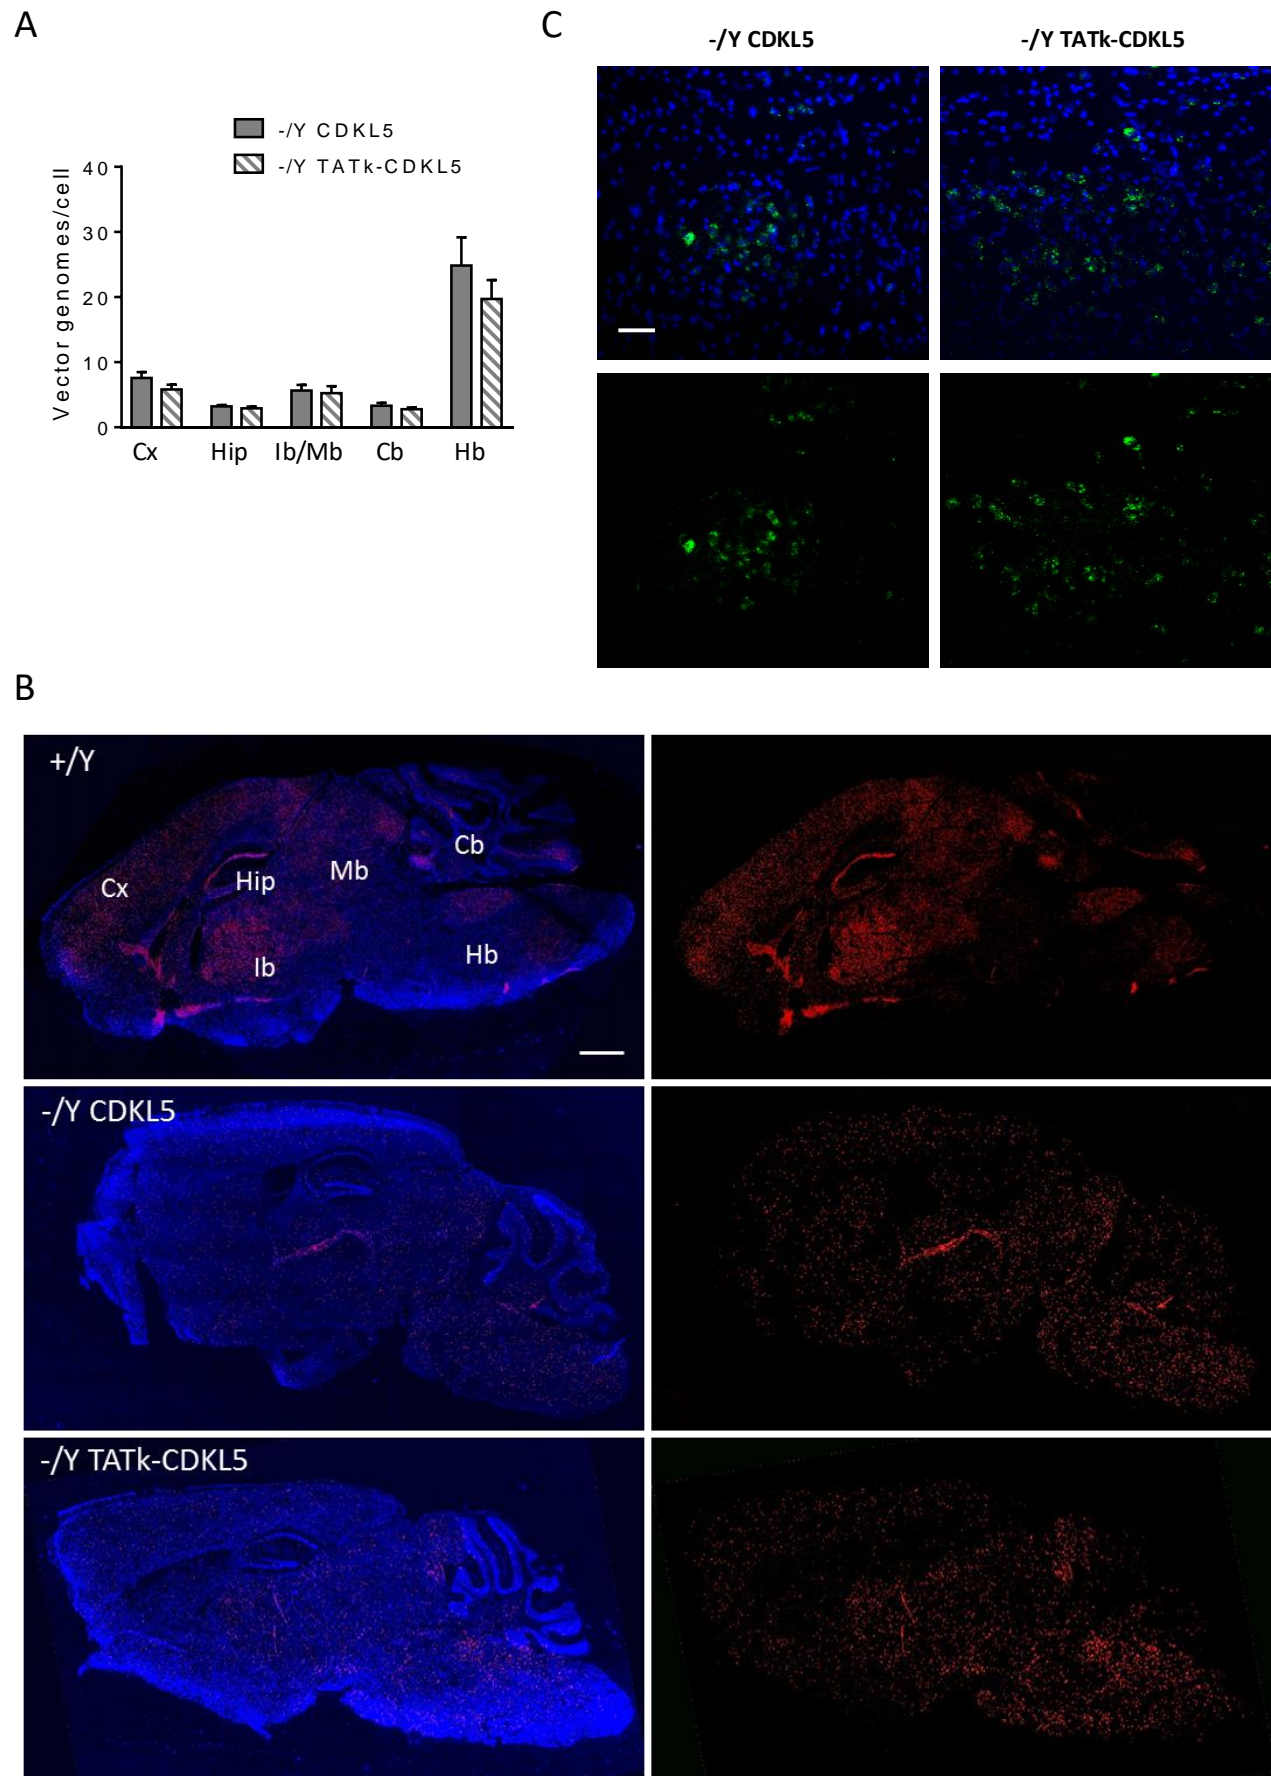 A
-/Y CDKL5
-/Y TATk-CDKL5
Vector genomes/cell
40
30
20
10
0
Cx Hip Ib/Mb Cb Hb
C
-/Y CDKL5 -/Y TATk-CDKL5
B
+/Y
Cx
Hip
Mb
Cb
Ib
Hb
-/Y CDKL5
-/Y TATk-CDKL5